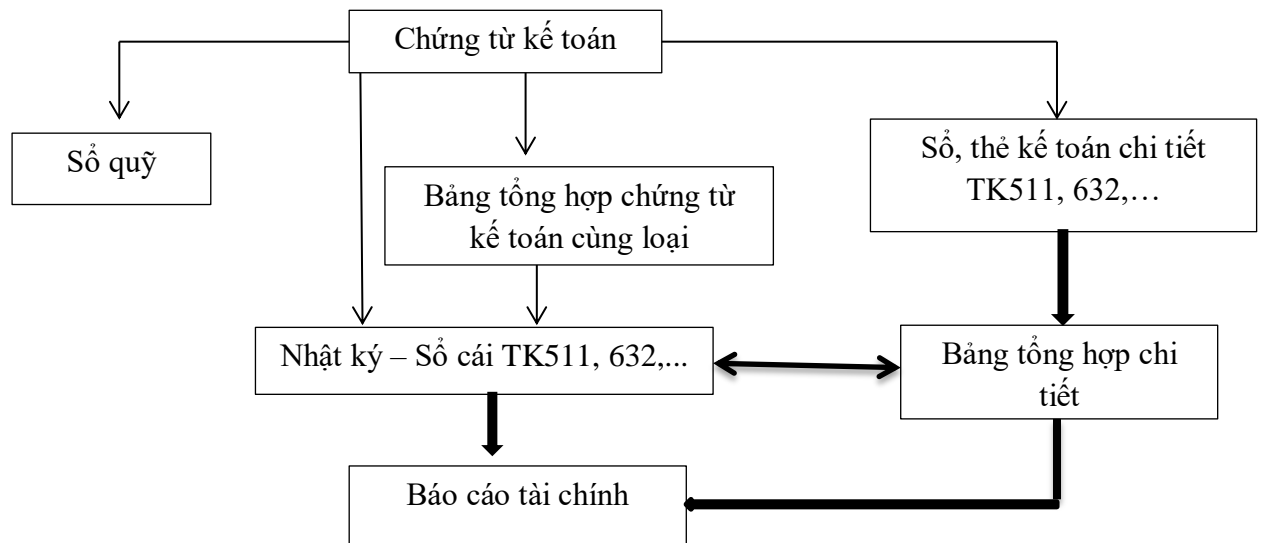 Chứng từ kế toán
Sổ quỹ
Sổ, thẻ kế toán chi tiết
TK511, 632,…
Bảng tổng hợp chứng từ
kế toán cùng loại
Nhật ký – Sổ cái TK511, 632,...
Bảng tổng hợp chi
tiết
Báo cáo tài chính